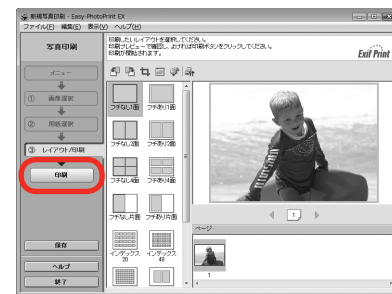 新規写真印刷 - Easy-PhotoPrint EX
ファイル(F) 編集(E) 表示(V) ヘルプ(H)
写真印刷
印刷したいレイアウトを選択してください。
印刷プレビューで確認し、よければ印刷ボタンをクリックしてください。
印刷が開始されます。
Exif Print
メニュー
① 画像選択
② 用紙選択
③ レイアウト/印刷
印刷
保存
ヘルプ
終了
フチなし1面 フチあり1面
フチなし2面 フチあり2面
フチなし4面 フチあり4面
フチなし片面 フチあり片面
インデックス 20 インデックス 48
1
ページ
1